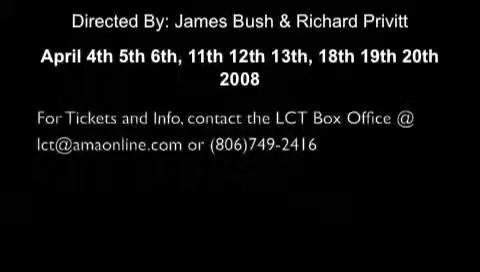 Directed By: James Bush & Richard Privitt
April 4th 5th 6th, 11th 12th 13th, 18th 19th 20th
2008
For Tickets and Info, contact the LCT Box Office @
lct@amaonline.com or (806)749-2416